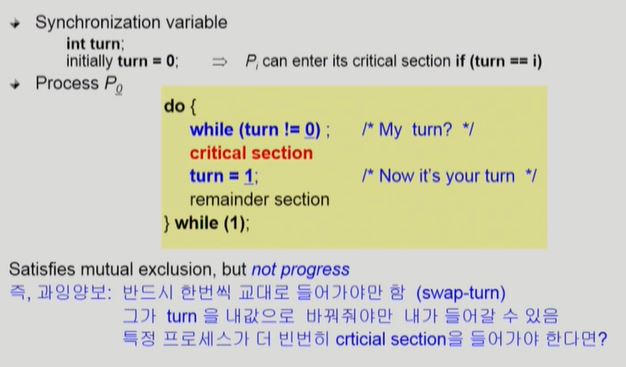 → Synchronization variable
int turn;
initially turn = 0; ⇒ Pi can enter its critical section if (turn == i)
→ Process P0
do {
while (turn != 0) ; /* My turn? */
critical section
turn = 1; /* Now it's your turn */
remainder section
} while (1);
Satisfies mutual exclusion, but not progress
즉, 과잉양보: 반드시 한번씩 교대로 들어가야만 함 (swap-turn)
그가 turn 을 내값으로 바꿔줘야만 내가 들어갈 수 있음
특정 프로세스가 더 빈번히 crticial section을 들어가야 한다면?